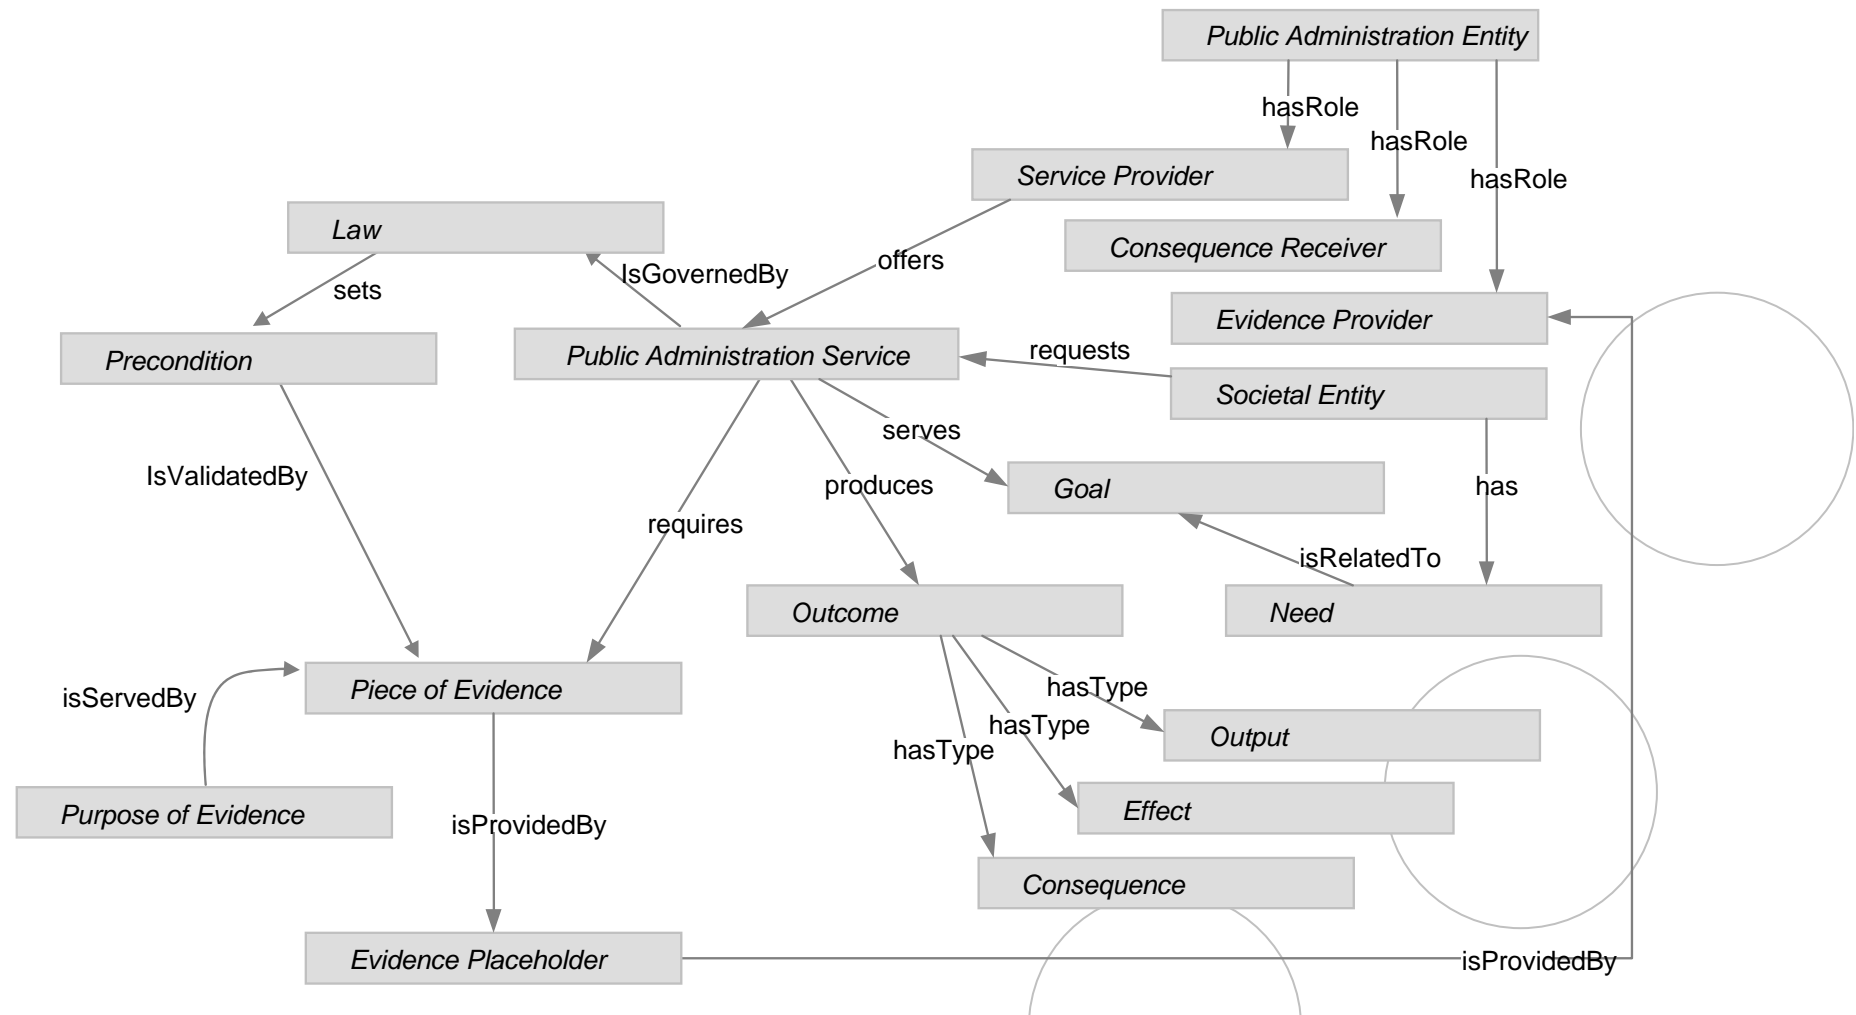 Public Administration Entity
hasRole
hasRole
hasRole
Service Provider
Law
Consequence Receiver
offers
IsGovernedBy
sets
Evidence Provider
Precondition
Public Administration Service
requests
Societal Entity
serves
IsValidatedBy
produces
Goal
has
requires
isRelatedTo
Outcome
Need
Piece of Evidence
isServedBy
hasType
hasType
hasType
Output
Purpose of Evidence
Effect
isProvidedBy
Consequence
Evidence Placeholder
isProvidedBy